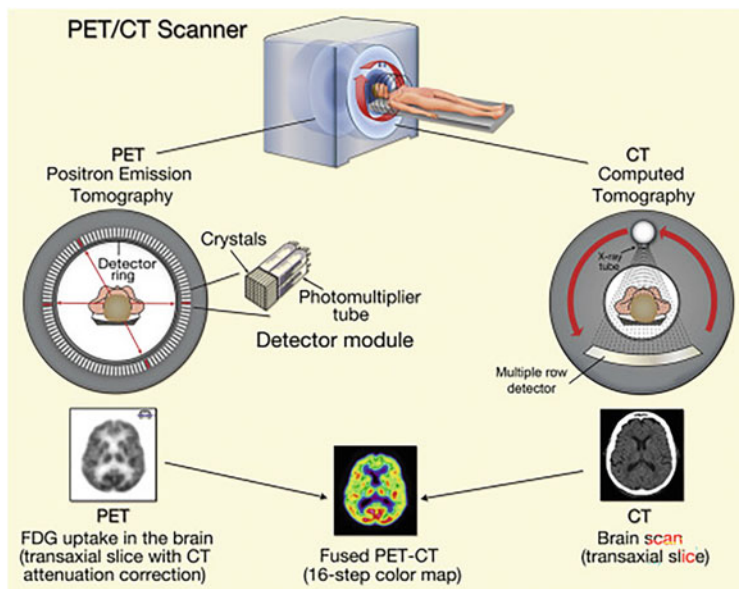 PET/CT Scanner
PET
Positron Emission
Tomography
CT
Computed
Tomography
Detector
ring
Crystals
Photomultiplier
tube
Detector module
X-ray
tube
Multiple row
detector
PET
FDG uptake in the brain
(transaxial slice with CT
attenuation correction)
Fused PET-CT
(16-step color map)
CT
Brain scan
(transaxial slice)